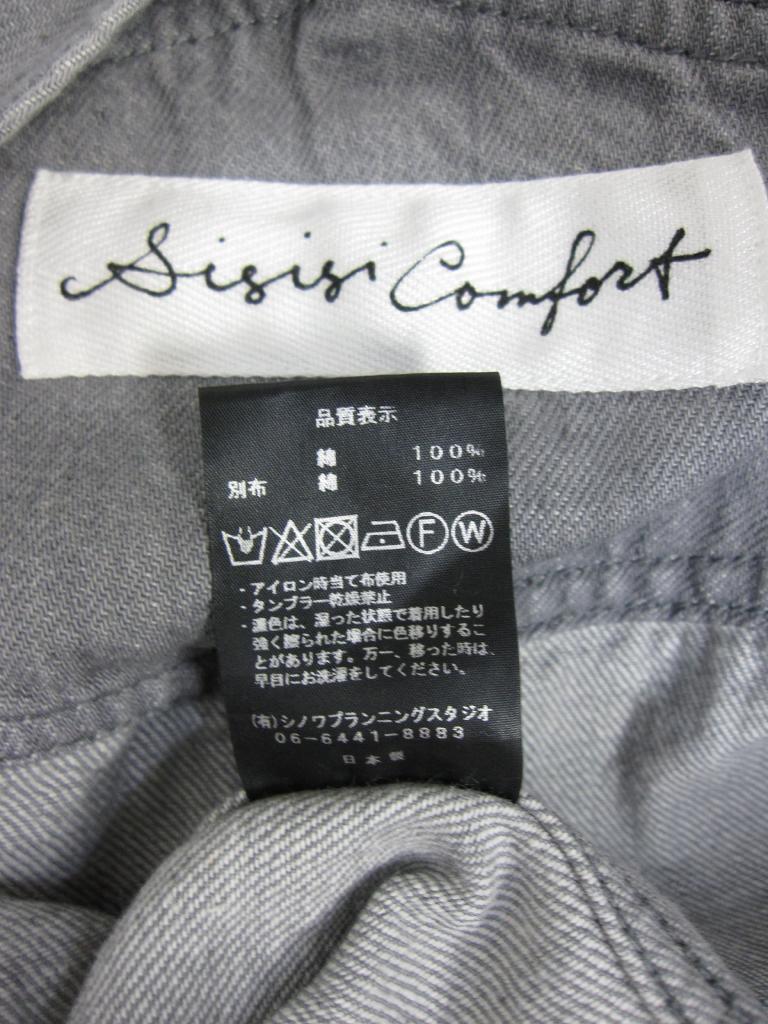 Sisisi Comfort
品質表示
綿 100%
別布 綿 100%
F W
・アイロン時当て布使用
・タンブラー乾燥禁止
・濃色は、湿った状態で着用したり
強く擦られた場合に色移りするこ
とがあります。万一、移った時は、
早目にお洗濯をしてください。
(有)シノワプランニングスタジオ
06-6441-8883
日本製